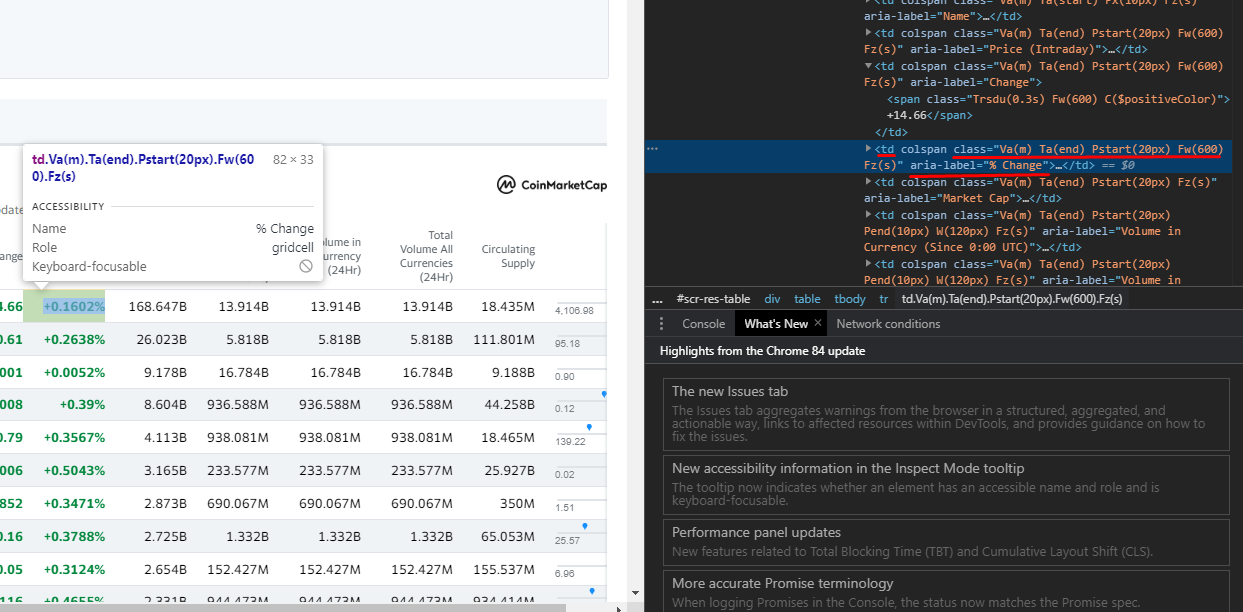 td.Va(m).Ta(end).Pstart(20px).Fw(60 82 × 33
0).Fz(s)
ACCESSIBILITY
Name % Change
Role gridcell
Keyboard-focusable
CoinMarketCap
Total
Volume All
Currencies
(24Hr)
Circulating
Supply
lume in
urrency
(24Hr)
date
ange
4.66 +0.1602% 168.647B 13.914B 13.914B 13.914B 18.435M 4,106.98
0.61 +0.2638% 26.023B 5.818B 5.818B 5.818B 111.801M 95.18
001 +0.0052% 9.178B 16.784B 16.784B 16.784B 9.188B 0.90
008 +0.39% 8.604B 936.588M 936.588M 936.588M 44.258B 0.12
0.79 +0.3567% 4.113B 938.081M 938.081M 938.081M 18.465M 139.22
006 +0.5043% 3.165B 233.577M 233.577M 233.577M 25.927B 0.02
852 +0.3471% 2.873B 690.067M 690.067M 690.067M 350M 1.51
0.16 +0.3788% 2.725B 1.332B 1.332B 1.332B 65.053M 25.57
0.05 +0.3124% 2.654B 152.427M 152.427M 152.427M 155.537M 6.96
116 +0.4655% 2.331B 944.473M 944.473M 944.473M 934.414M
<td colspan class="Va(m) Ta(start) Px(10px) Fz(s)"
aria-label="Name">…</td>
<td colspan class="Va(m) Ta(end) Pstart(20px) Fw(600)
Fz(s)" aria-label="Price (Intraday)">…</td>
<td colspan class="Va(m) Ta(end) Pstart(20px) Fw(600)
Fz(s)" aria-label="Change">
<span class="Trsdu(0.3s) Fw(600) C($positiveColor)">
+14.66</span>
</td>
… <td colspan class="Va(m) Ta(end) Pstart(20px) Fw(600)
Fz(s)" aria-label="% Change">…</td> == $0
<td colspan class="Va(m) Ta(end) Pstart(20px) Fz(s)"
aria-label="Market Cap">…</td>
<td colspan class="Va(m) Ta(end) Pstart(20px)
Pend(10px) W(120px) Fz(s)" aria-label="Volume in
Currency (Since 0:00 UTC)">…</td>
<td colspan class="Va(m) Ta(end) Pstart(20px)
Pend(10px) W(120px) Fz(s)" aria-label="Volume in
... #scr-res-table div table tbody tr td.Va(m).Ta(end).Pstart(20px).Fw(600).Fz(s)
Console What's New × Network conditions
Highlights from the Chrome 84 update
The new Issues tab
The Issues tab aggregates warnings from the browser in a structured, aggregated, and
actionable way, links to affected resources within DevTools, and provides guidance on how to
fix the issues.
New accessibility information in the Inspect Mode tooltip
The tooltip now indicates whether an element has an accessible name and role and is
keyboard-focusable.
Performance panel updates
New features related to Total Blocking Time (TBT) and Cumulative Layout Shift (CLS).
More accurate Promise terminology
When logging Promises in the Console, the status now matches the Promise spec.